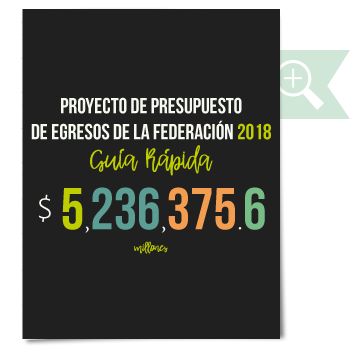 PROYECTO DE PRESUPUESTO
DE EGRESOS DE LA FEDERACIÓN 2018
Guía Rápida
$ 5,236,375.6
millones